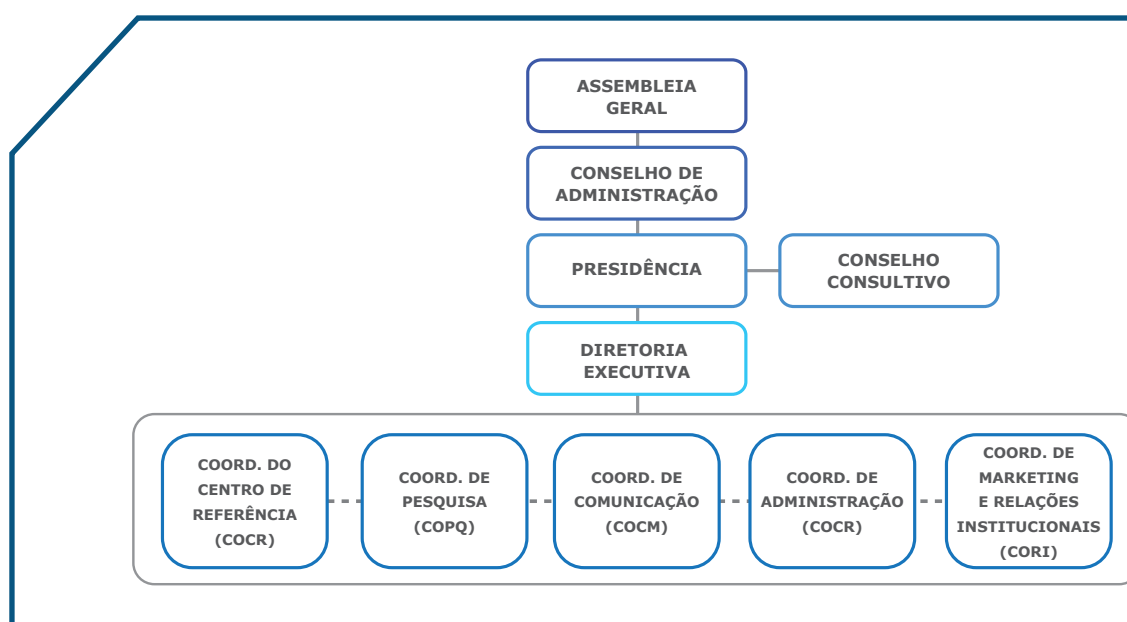 ASSEMBLEIA
GERAL
CONSELHO DE
ADMINISTRAÇÃO
PRESIDÊNCIA
CONSELHO
CONSULTIVO
DIRETORIA
EXECUTIVA
COORD. DO
CENTRO DE
REFERÊNCIA
(COCR)
COORD. DE
PESQUISA
(COPQ)
COORD. DE
COMUNICAÇÃO
(COCM)
COORD. DE
ADMINISTRAÇÃO
(COCR)
COORD. DE
MARKETING
E RELAÇÕES
INSTITUCIONAIS
(CORI)